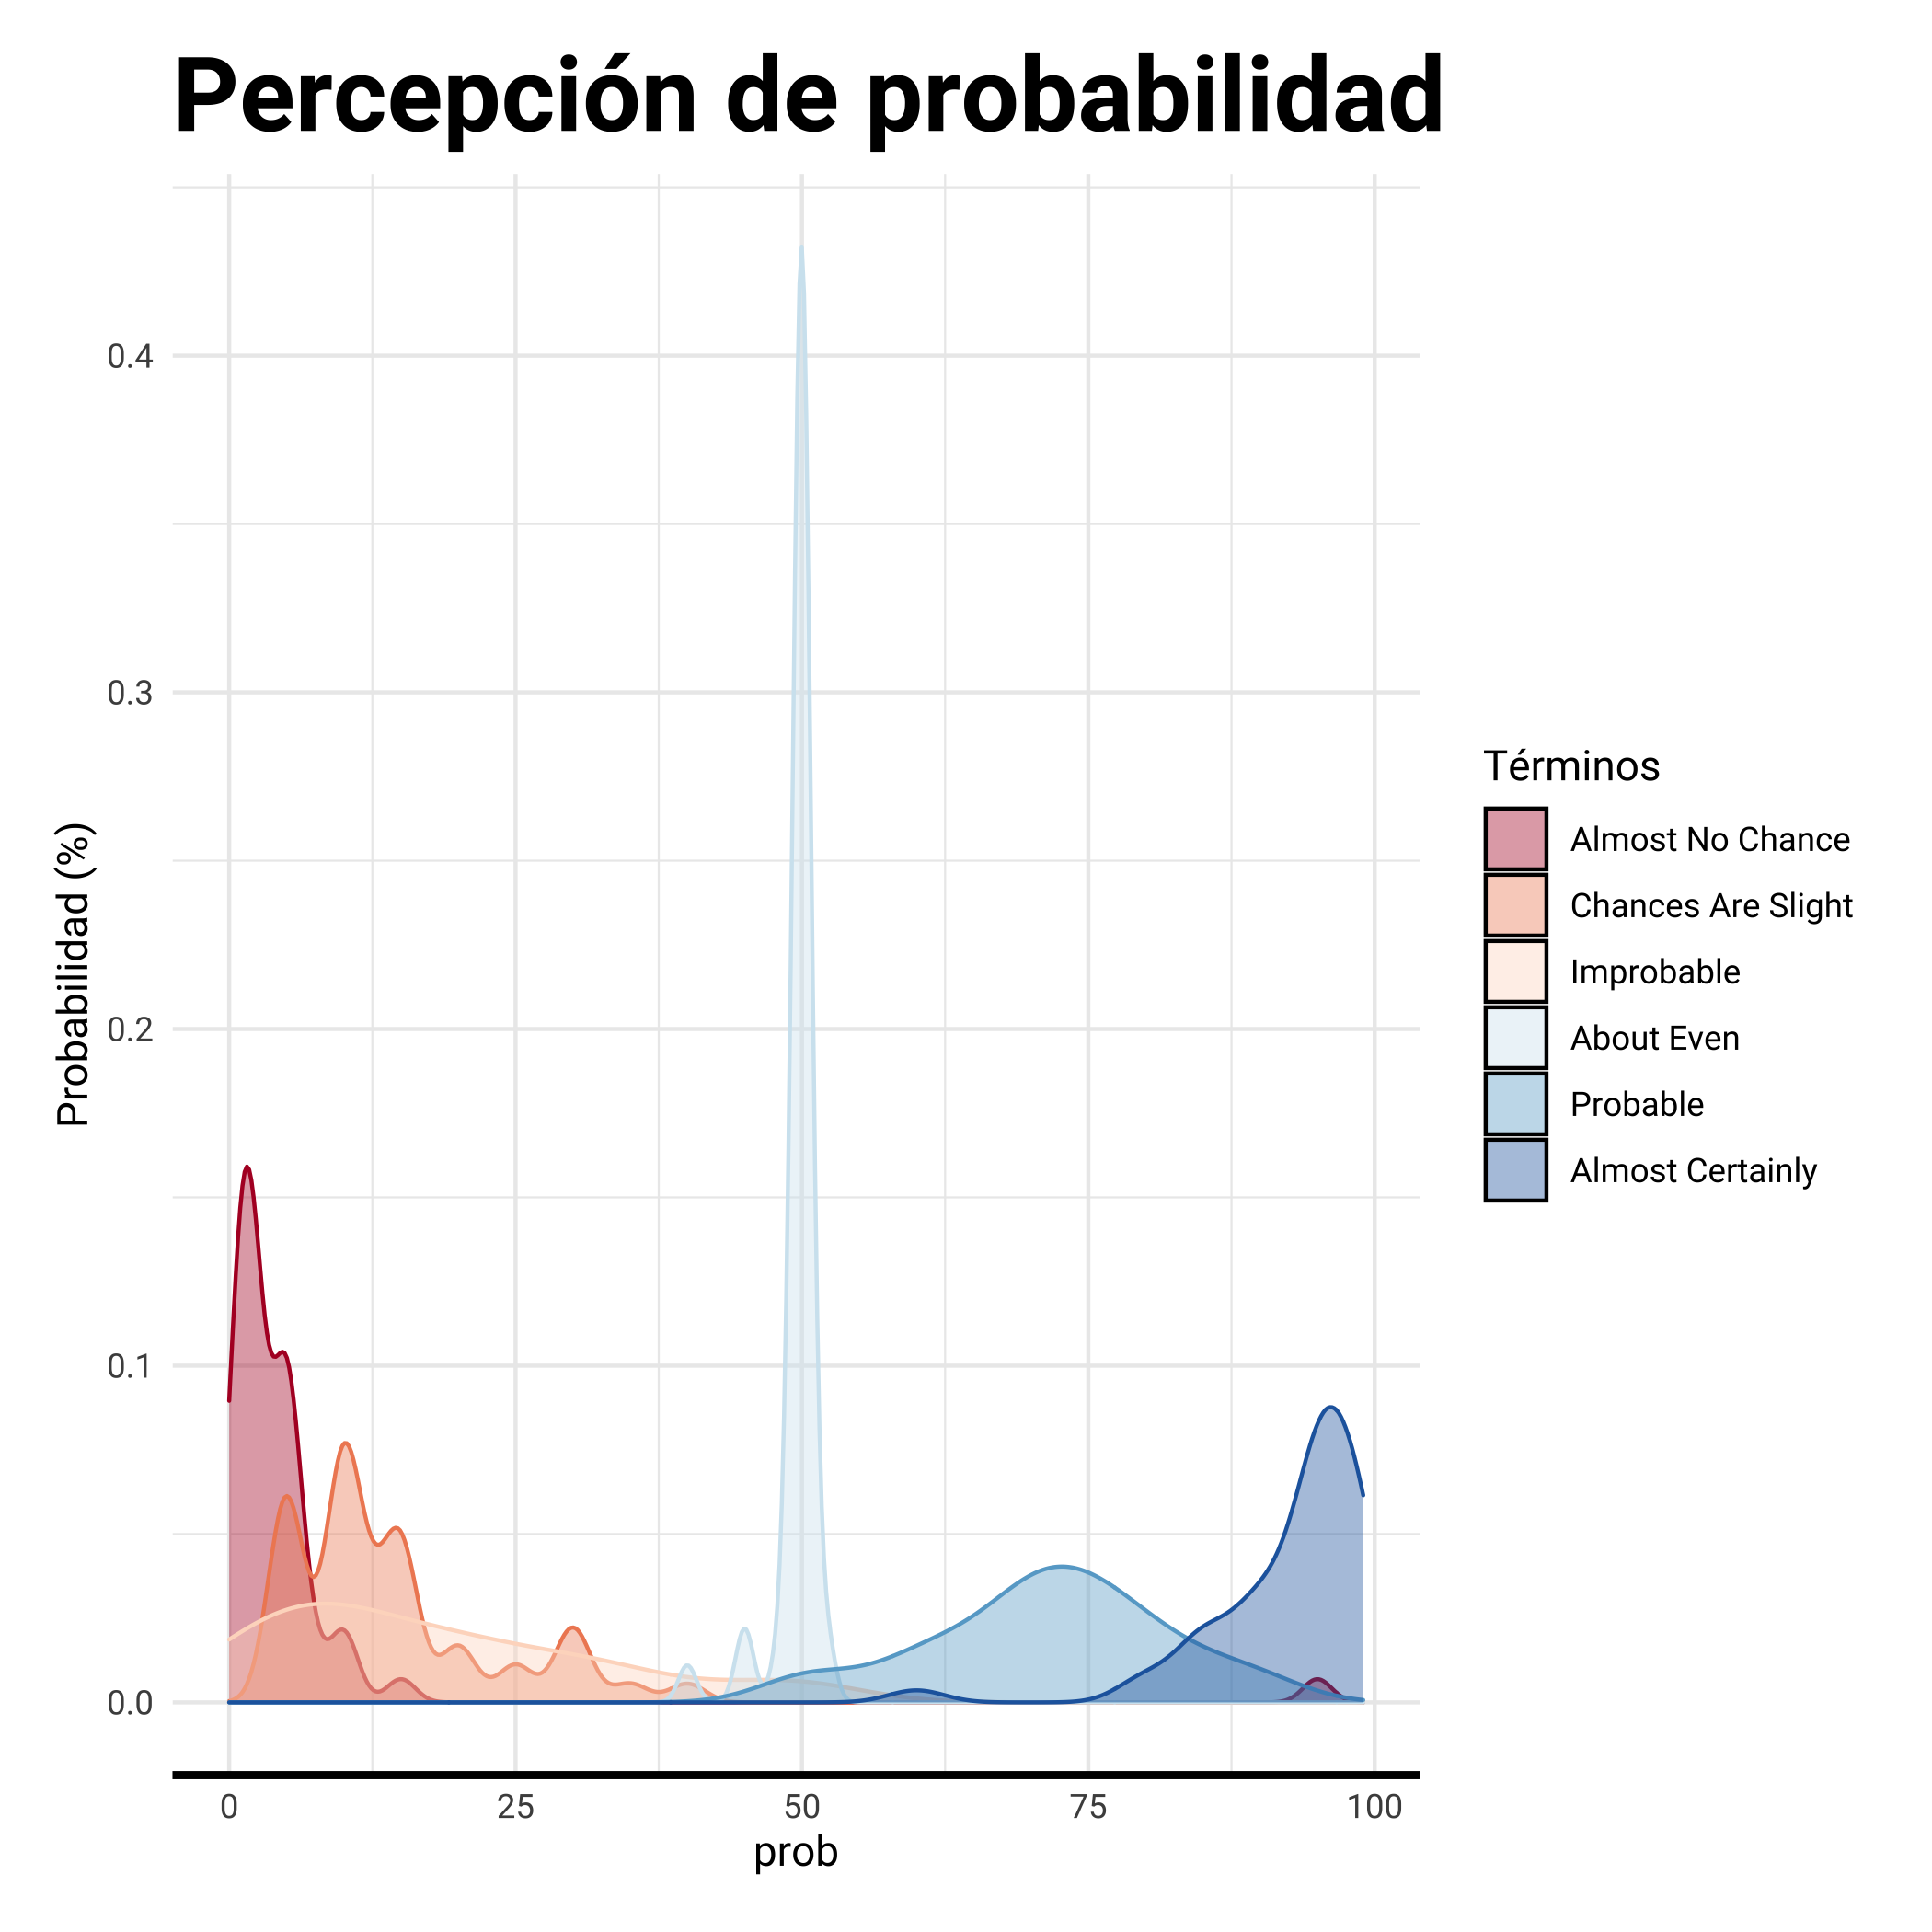 Percepción de probabilidad
Probabilidad (%)
0.4
0.3
0.2
0.1
0.0
0
25
50
75
100
prob
Términos
Almost No Chance
Chances Are Slight
Improbable
About Even
Probable
Almost Certainly